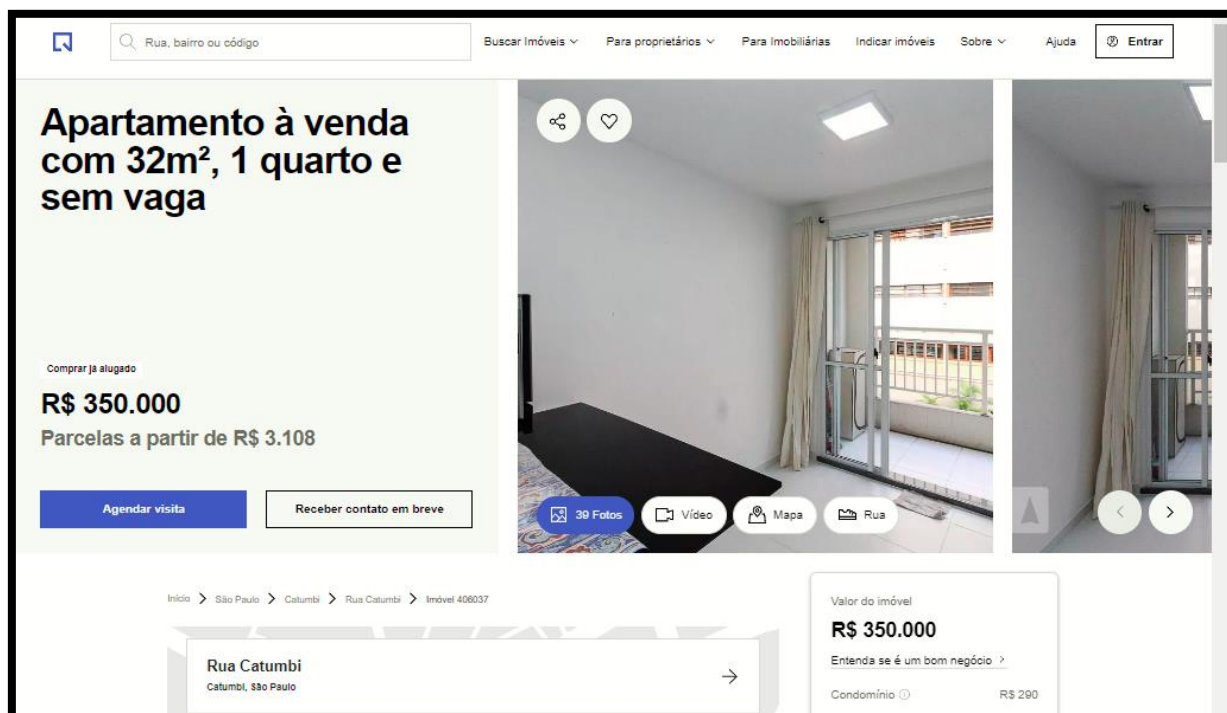 Rua, bairro ou código
Buscar Imóveis
Para proprietários
Para Imobiliárias
Indicar imóveis
Sobre
Ajuda
Entrar
Apartamento à venda
com 32m², 1 quarto e
sem vaga
Comprar já alugado
R$ 350.000
Parcelas a partir de R$ 3.108
Agendar visita
Receber contato em breve
39 Fotos
Vídeo
Mapa
Rua
Início > São Paulo > Catumbi > Rua Catumbi > Imóvel 406037
Rua Catumbi
Catumbi, São Paulo
Valor do imóvel
R$ 350.000
Entenda se é um bom negócio >
Condomínio R$ 290